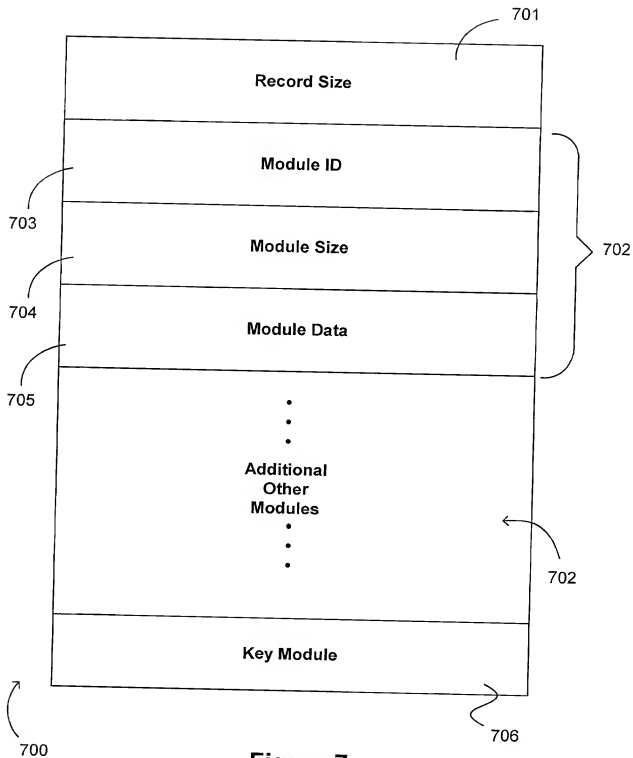 701
Record Size
Module ID
703
702
Module Size
704
Module Data
705
Additional
Other
Modules
702
Key Module
706
700